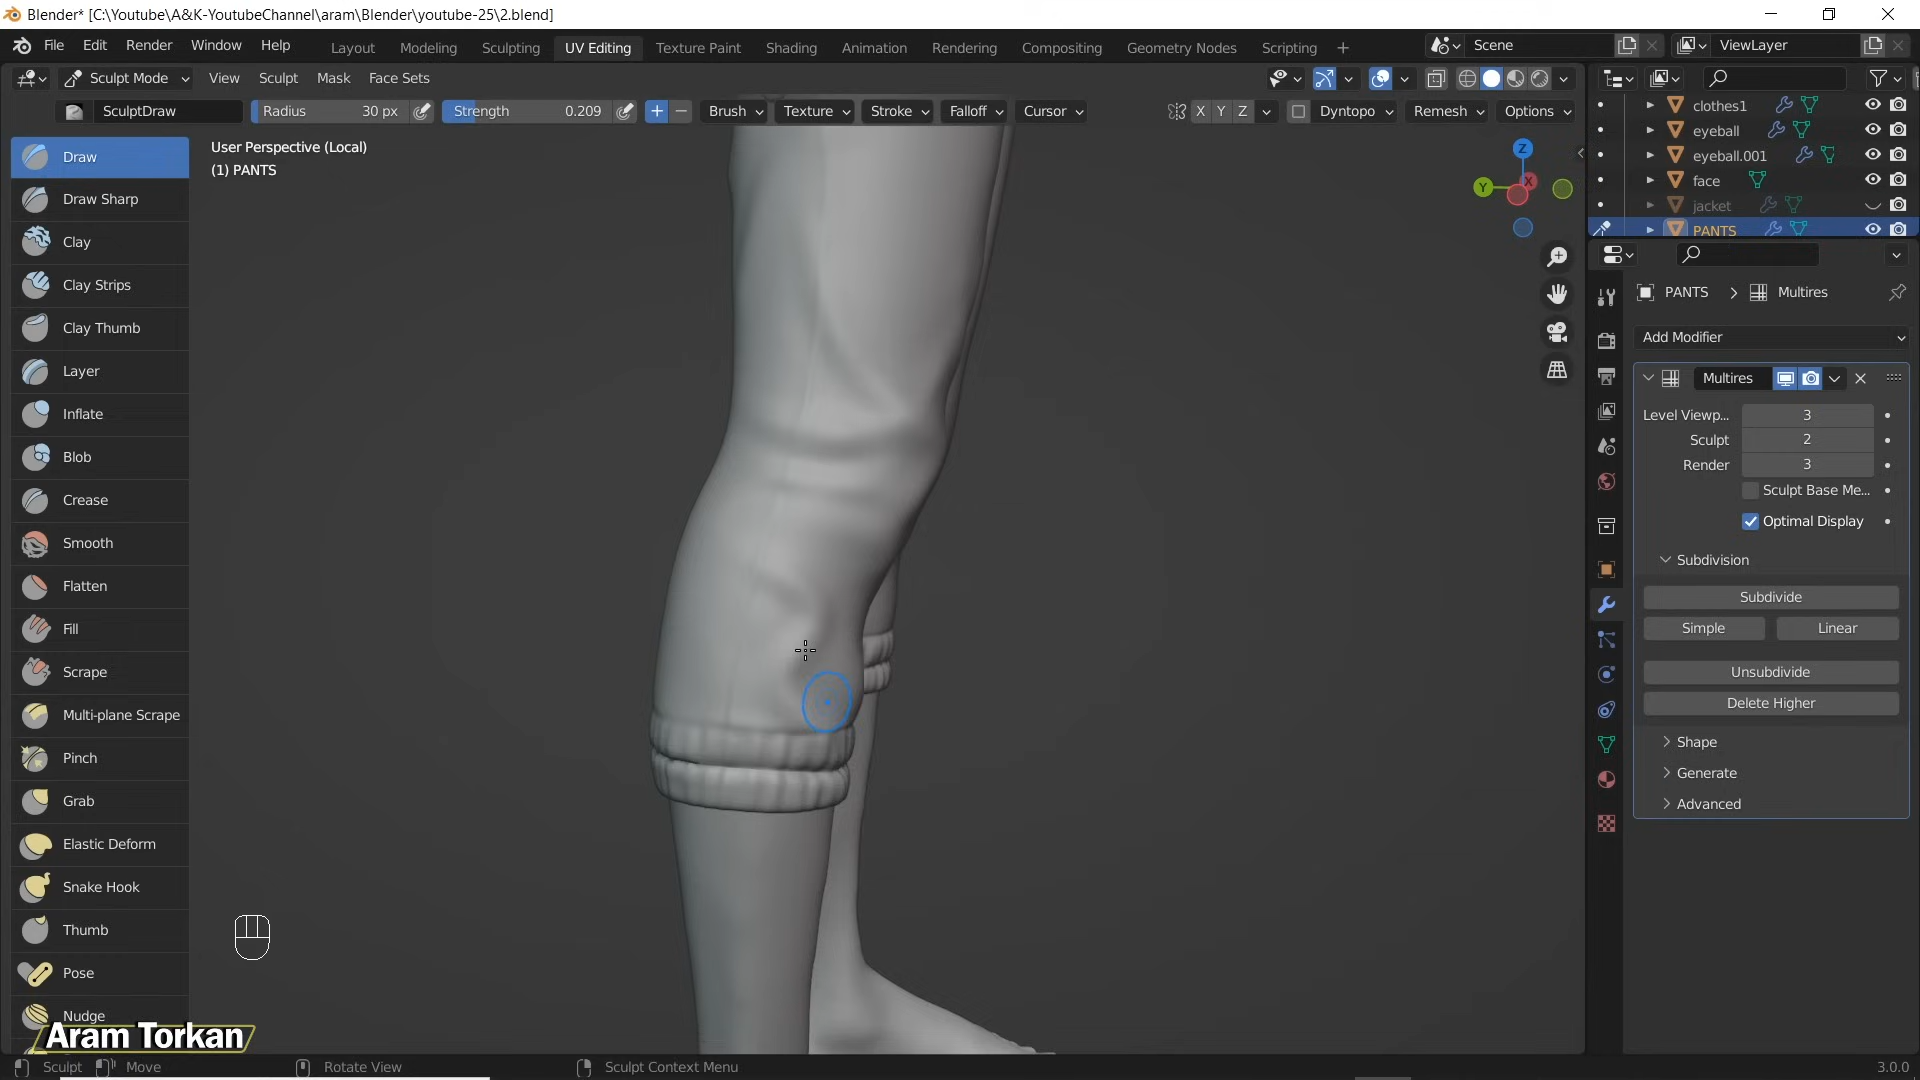 Blender* [C:\Youtube\A&K-YoutubeChannel\aram\Blender\youtube-25\2.blend]
File Edit Render Window Help Layout Modeling Sculpting UV Editing Texture Paint Shading Animation Rendering Compositing Geometry Nodes Scripting + Scene ViewLayer
Sculpt Mode View Sculpt Mask Face Sets
SculptDraw Radius 30 px Strength 0.209 + − Brush Texture Stroke Falloff Cursor X Y Z Dyntopo Remesh Options
User Perspective (Local)
(1) PANTS
Z
Y
X
Draw
Draw Sharp
Clay
Clay Strips
Clay Thumb
Layer
Inflate
Blob
Crease
Smooth
Flatten
Fill
Scrape
Multi-plane Scrape
Pinch
Grab
Elastic Deform
Snake Hook
Thumb
Pose
Nudge
Aram Torkan
clothes1
eyeball
eyeball.001
face
jacket
PANTS
PANTS > Multires
Add Modifier
Multires
Level Viewp... 3
Sculpt 2
Render 3
Sculpt Base Me...
Optimal Display
Subdivision
Subdivide
Simple Linear
Unsubdivide
Delete Higher
Shape
Generate
Advanced
Sculpt Move Rotate View Sculpt Context Menu 3.0.0